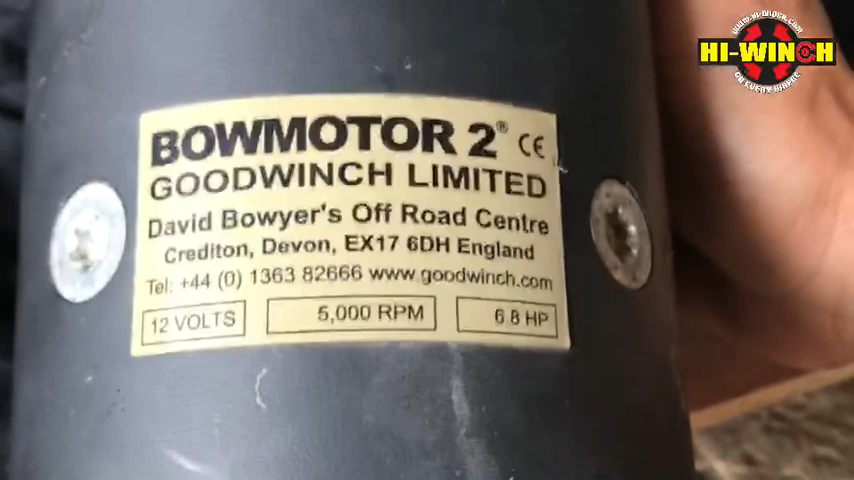 BOWMOTOR 2® CE
GOODWINCH LIMITED
David Bowyer's Off Road Centre
Crediton, Devon, EX17 6DH England
Tel: +44 (0) 1363 82666 www.goodwinch.com
12 VOLTS 5,000 RPM 6.8 HP
HI-WINCH